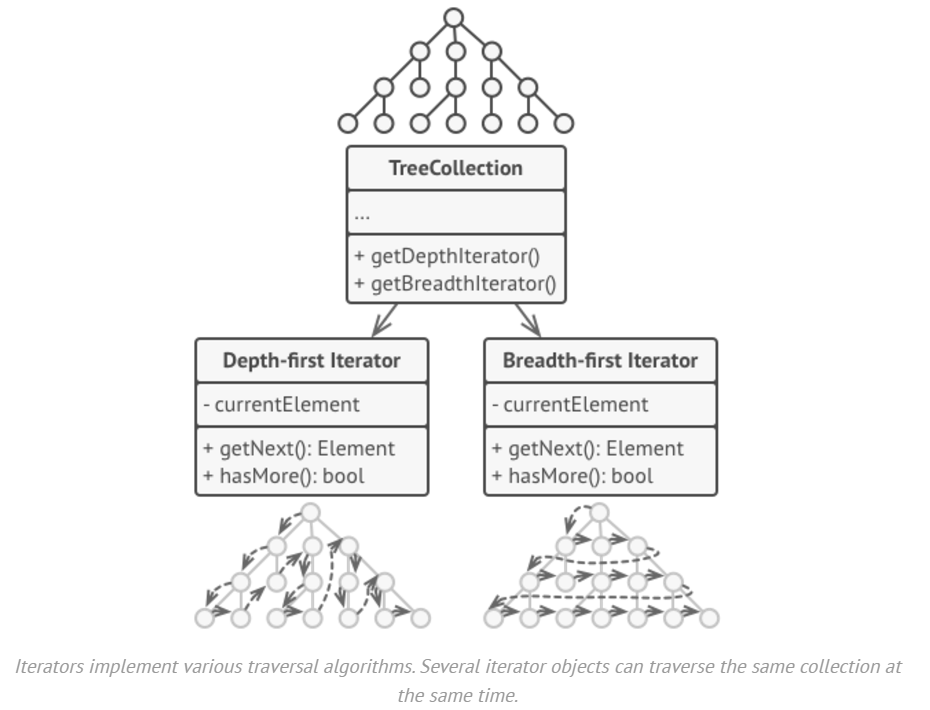 TreeCollection
...
+ getDepthIterator()
+ getBreadthIterator()
Depth-first Iterator
- currentElement
+ getNext(): Element
+ hasMore(): bool
Breadth-first Iterator
- currentElement
+ getNext(): Element
+ hasMore(): bool
Iterators implement various traversal algorithms. Several iterator objects can traverse the same collection at
the same time.